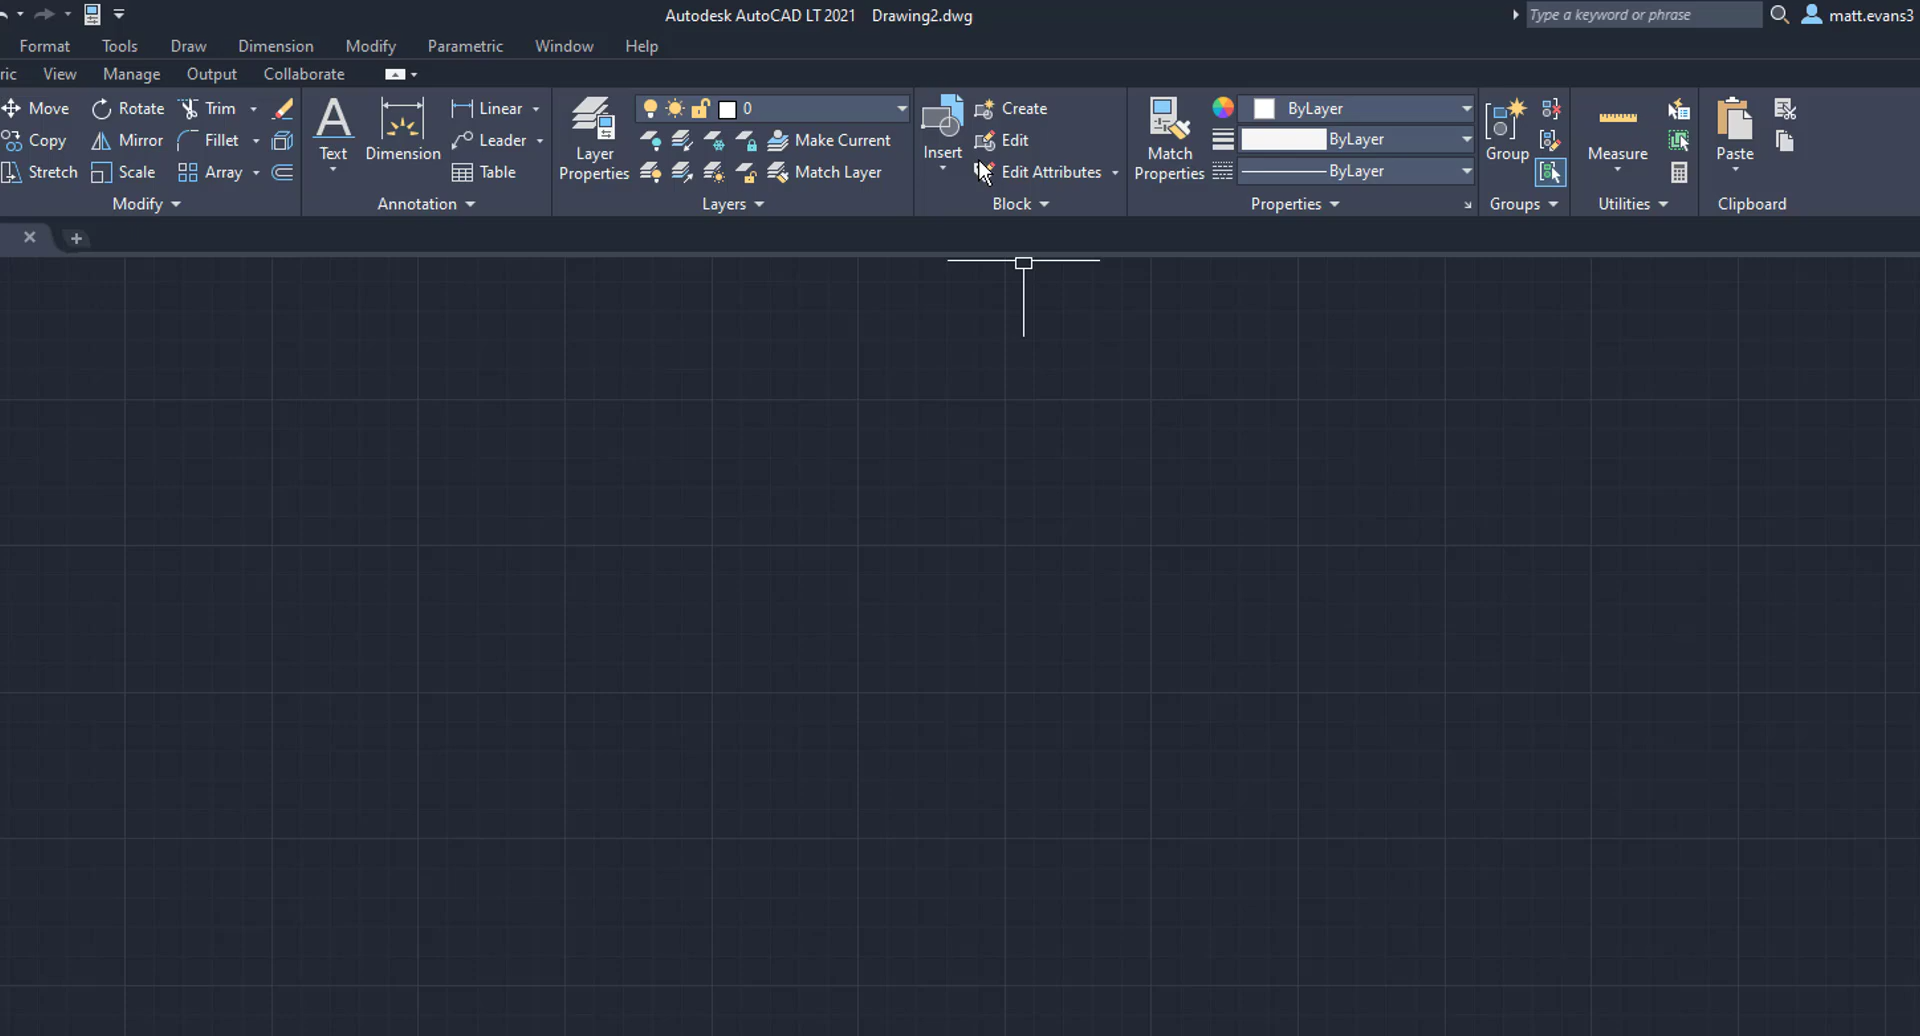 Autodesk AutoCAD LT 2021 Drawing2.dwg Type a keyword or phrase matt.evans3
Format Tools Draw Dimension Modify Parametric Window Help
ric View Manage Output Collaborate
Move Rotate Trim Linear 0 Create ByLayer
Copy Mirror Fillet Leader Make Current Edit ByLayer
Text Dimension Layer Properties Insert Match Properties Group Measure Paste
Stretch Scale Array Table Match Layer Edit Attributes ByLayer
Modify Annotation Layers Block Properties Groups Utilities Clipboard